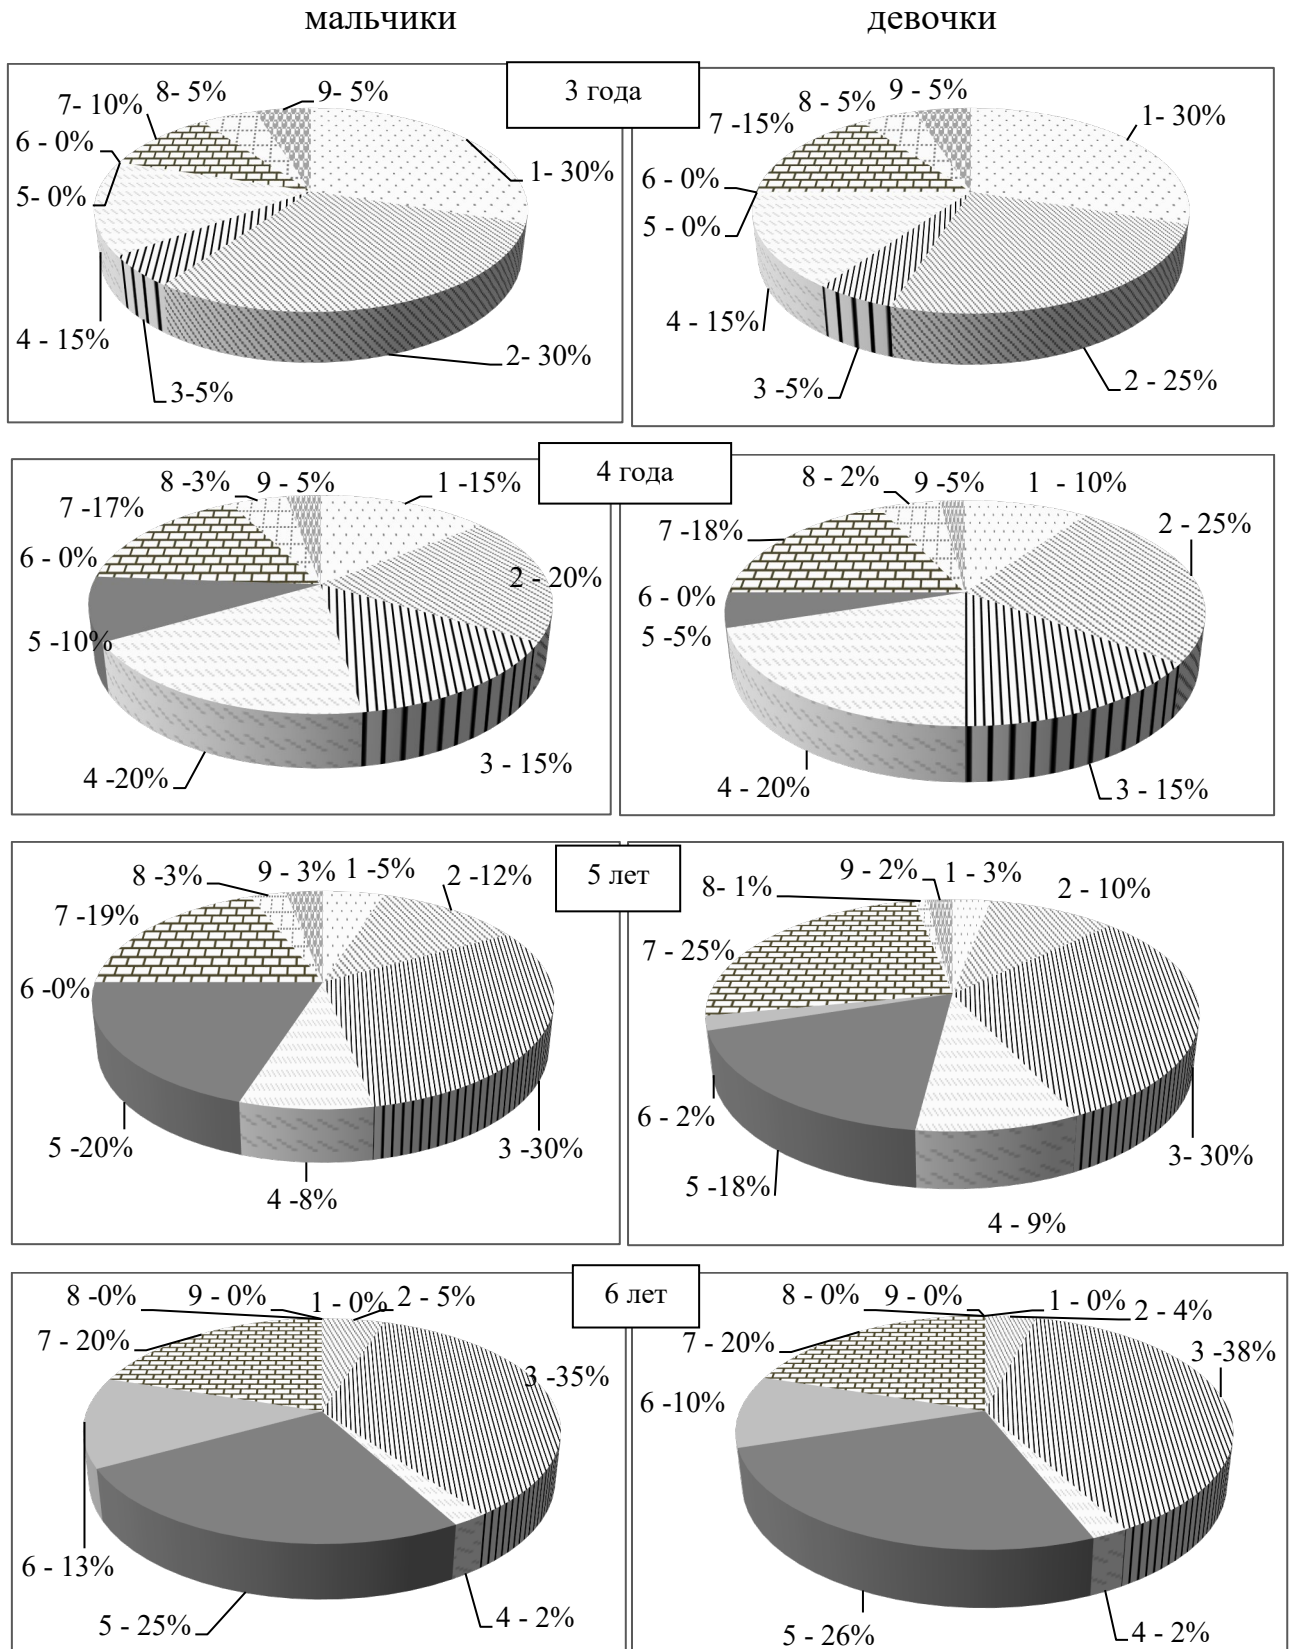 мальчики
девочки
3 года
7- 10%
8- 5%
9- 5%
6 - 0%
5- 0%
1- 30%
4 - 15%
3-5%
2- 30%
7 -15%
8 - 5%
9 - 5%
1- 30%
6 - 0%
5 - 0%
4 - 15%
3 -5%
2 - 25%
4 года
8 -3%
9 - 5%
1 -15%
7 -17%
6 - 0%
2 - 20%
5 -10%
4 -20%
3 - 15%
8 - 2%
9 -5%
1 - 10%
7 -18%
2 - 25%
6 - 0%
5 -5%
4 - 20%
3 - 15%
5 лет
8 -3%
9 - 3%
1 -5%
2 -12%
7 -19%
6 -0%
5 -20%
4 -8%
3 -30%
8- 1%
9 - 2%
1 - 3%
2 - 10%
7 - 25%
6 - 2%
5 -18%
4 - 9%
3- 30%
6 лет
8 -0%
9 - 0%
1 - 0%
2 - 5%
7 - 20%
3 -35%
6 - 13%
5 - 25%
4 - 2%
8 - 0%
9 - 0%
1 - 0%
2 - 4%
7 - 20%
3 -38%
6 -10%
5 - 26%
4 - 2%